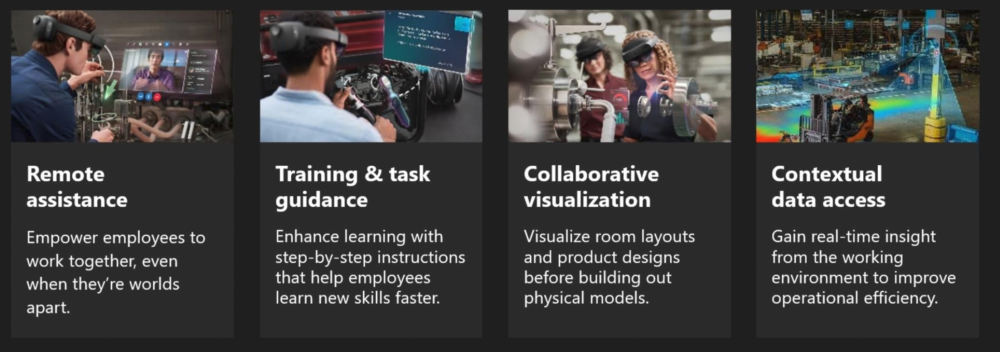 Remote
assistance
Empower employees to
work together, even
when they’re worlds
apart.
Training & task
guidance
Enhance learning with
step-by-step instructions
that help employees
learn new skills faster.
Collaborative
visualization
Visualize room layouts
and product designs
before building out
physical models.
Contextual
data access
Gain real-time insight
from the working
environment to improve
operational efficiency.